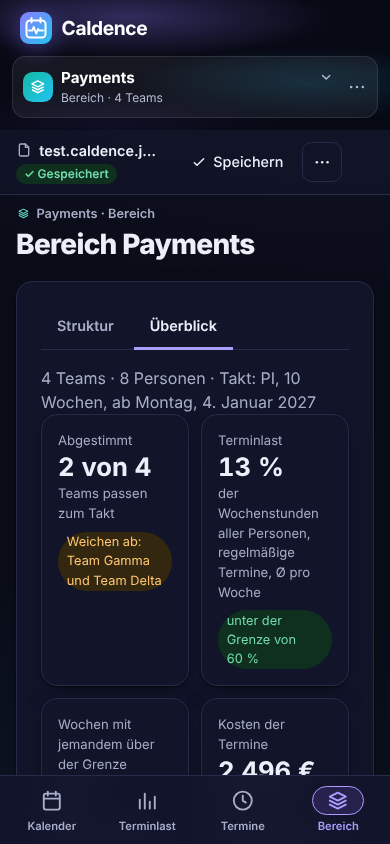 Caldence
Payments
Bereich · 4 Teams
test.caldence.j...
Gespeichert
Speichern
Payments · Bereich
Bereich Payments
Struktur
Überblick
4 Teams · 8 Personen · Takt: PI, 10
Wochen, ab Montag, 4. Januar 2027
Abgestimmt
2 von 4
Teams passen
zum Takt
Weichen ab:
Team Gamma
und Team Delta
Terminlast
13 %
der
Wochenstunden
aller Personen,
regelmäßige
Termine, Ø pro
Woche
unter der
Grenze von
60 %
Wochen mit
jemandem über
der Grenze
Kosten der
Termine
2.496 €
Kalender
Terminlast
Termine
Bereich